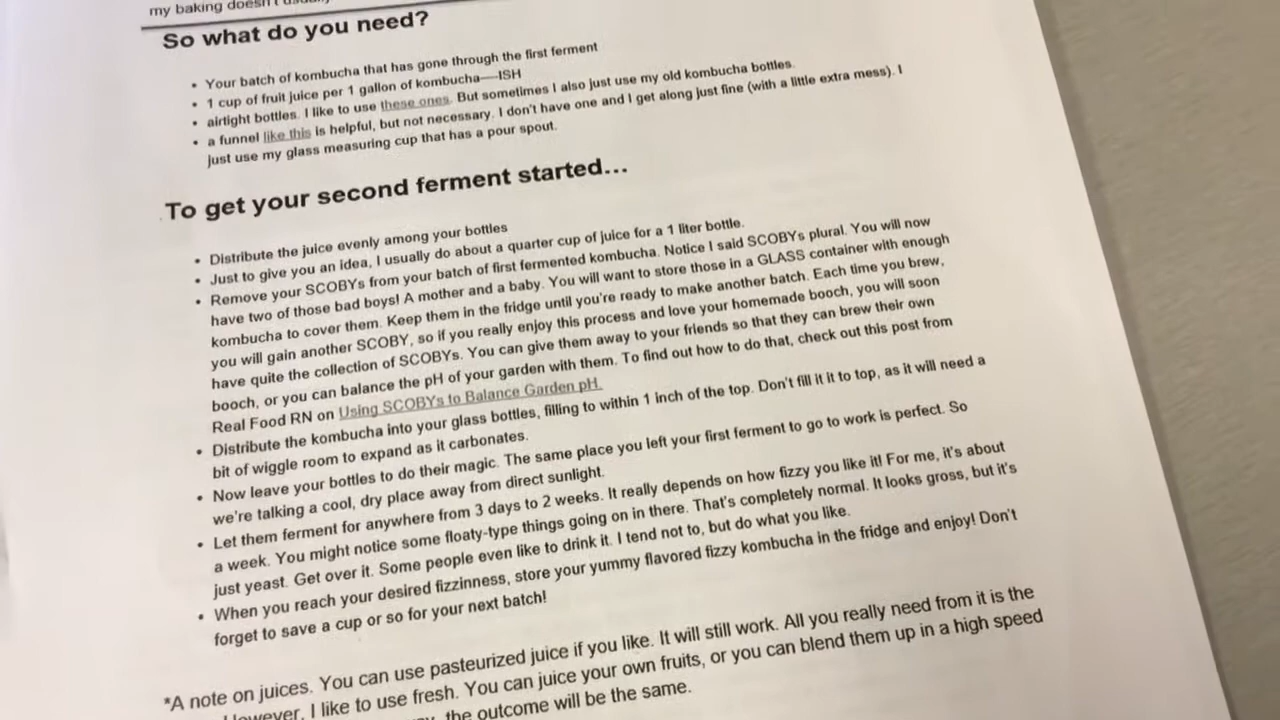 my baking doesn't
So what do you need?
• Your batch of kombucha that has gone through the first ferment
• 1 cup of fruit juice per 1 gallon of kombucha—ISH
• airtight bottles. I like to use these ones. But sometimes I also just use my old kombucha bottles.
• a funnel like this is helpful, but not necessary. I don't have one and I get along just fine (with a little extra mess). I
just use my glass measuring cup that has a pour spout.
To get your second ferment started...
• Distribute the juice evenly among your bottles
• Just to give you an idea, I usually do about a quarter cup of juice for a 1 liter bottle.
• Remove your SCOBYs from your batch of first fermented kombucha. Notice I said SCOBYs plural. You will now
have two of those bad boys! A mother and a baby. You will want to store those in a GLASS container with enough
kombucha to cover them. Keep them in the fridge until you're ready to make another batch. Each time you brew,
you will gain another SCOBY, so if you really enjoy this process and love your homemade booch, you will soon
have quite the collection of SCOBYs. You can give them away to your friends so that they can brew their own
booch, or you can balance the pH of your garden with them. To find out how to do that, check out this post from
Real Food RN on Using SCOBYs to Balance Garden pH.
• Distribute the kombucha into your glass bottles, filling to within 1 inch of the top. Don't fill it it to top, as it will need a
bit of wiggle room to expand as it carbonates.
• Now leave your bottles to do their magic. The same place you left your first ferment to go to work is perfect. So
we're talking a cool, dry place away from direct sunlight.
• Let them ferment for anywhere from 3 days to 2 weeks. It really depends on how fizzy you like it! For me, it's about
a week. You might notice some floaty-type things going on in there. That's completely normal. It looks gross, but it's
just yeast. Get over it. Some people even like to drink it. I tend not to, but do what you like.
• When you reach your desired fizzinness, store your yummy flavored fizzy kombucha in the fridge and enjoy! Don't
forget to save a cup or so for your next batch!
*A note on juices. You can use pasteurized juice if you like. It will still work. All you really need from it is the
However, I like to use fresh. You can juice your own fruits, or you can blend them up in a high speed
the outcome will be the same.